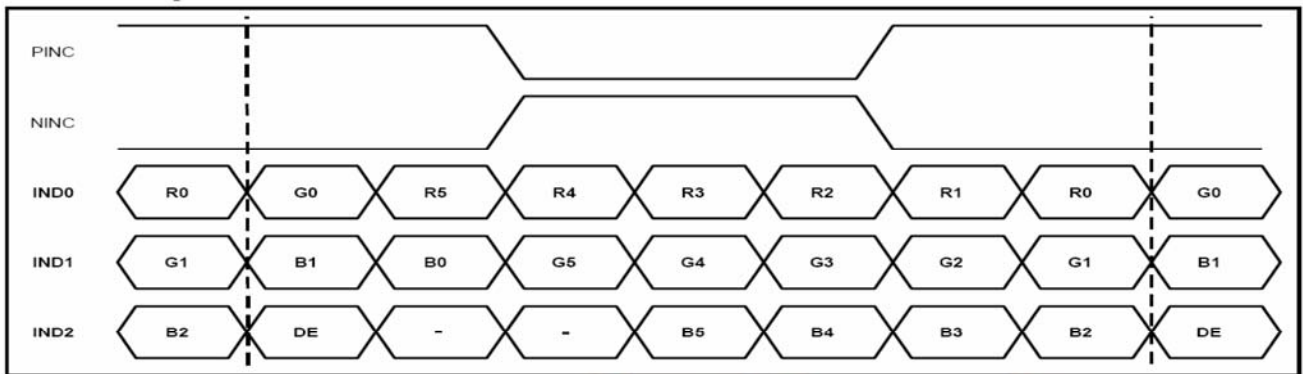 PINC
NINC
IND0 R0 G0 R5 R4 R3 R2 R1 R0 G0
IND1 G1 B1 B0 G5 G4 G3 G2 G1 B1
IND2 B2 DE - - B5 B4 B3 B2 DE